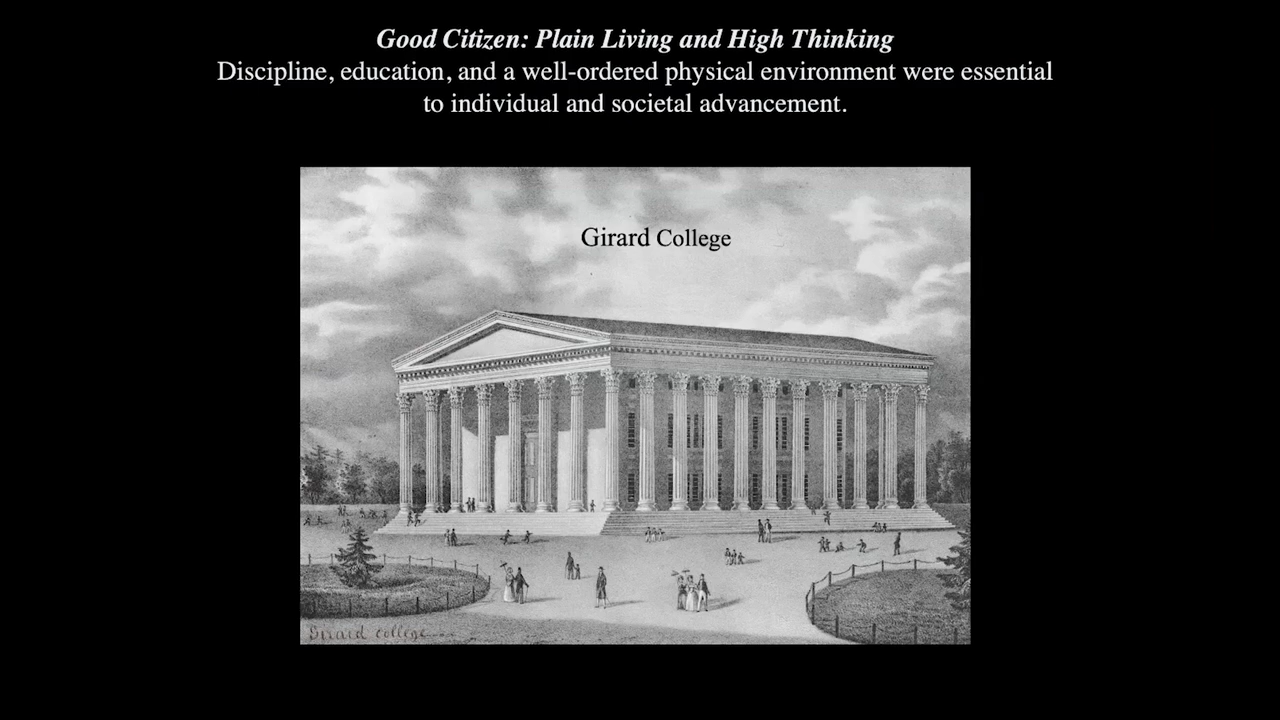 Good Citizen: Plain Living and High Thinking
Discipline, education, and a well-ordered physical environment were essential
to individual and societal advancement.
Girard College
Girard college